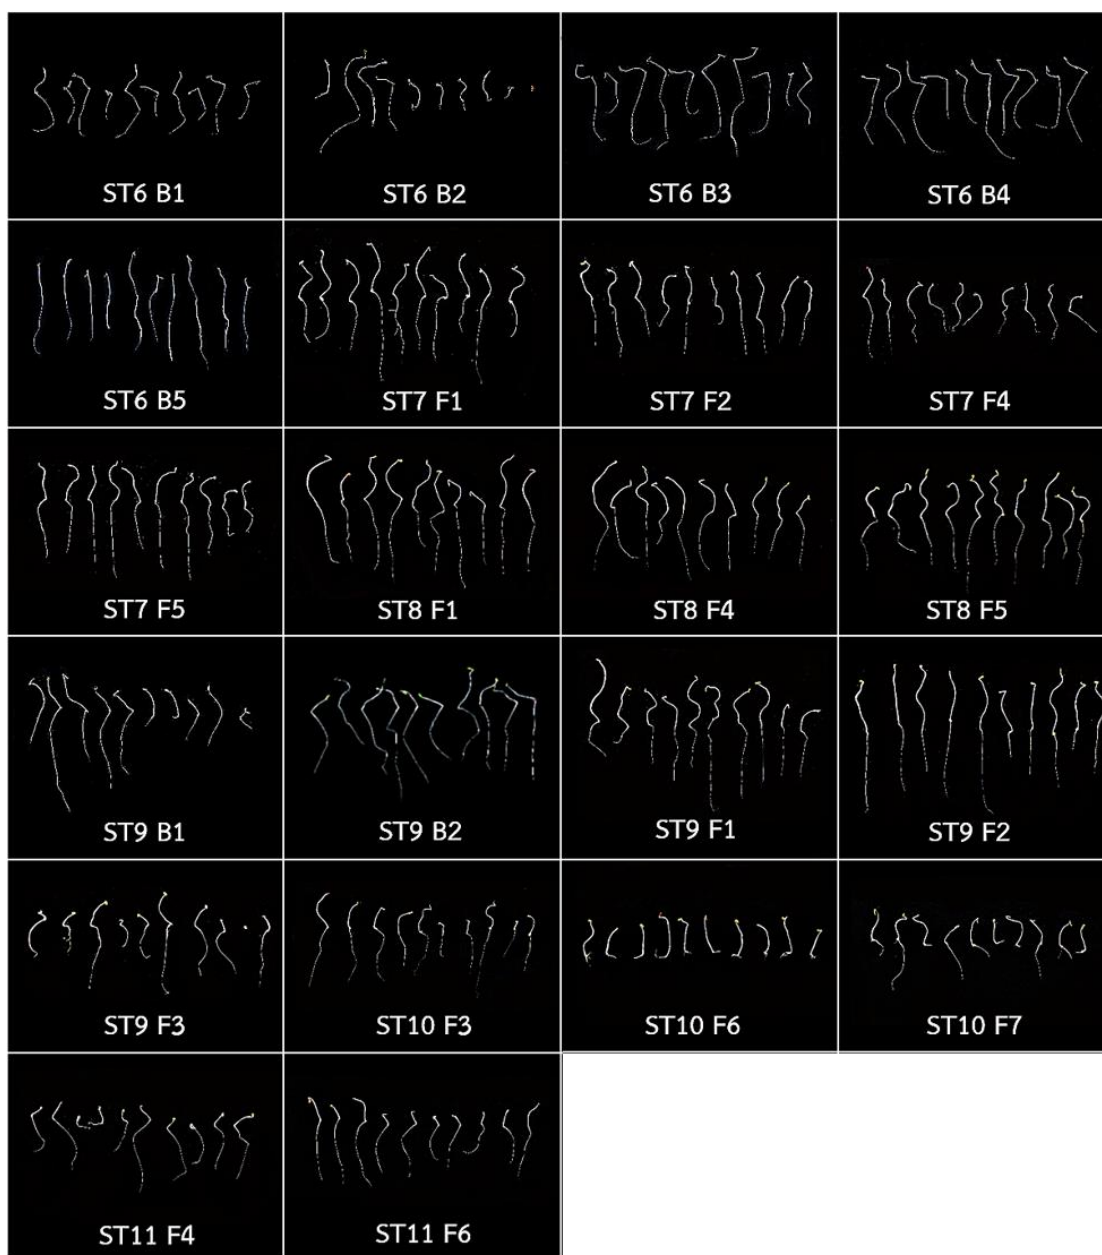 ST6 B1
ST6 B2
ST6 B3
ST6 B4
ST6 B5
ST7 F1
ST7 F2
ST7 F4
ST7 F5
ST8 F1
ST8 F4
ST8 F5
ST9 B1
ST9 B2
ST9 F1
ST9 F2
ST9 F3
ST10 F3
ST10 F6
ST10 F7
ST11 F4
ST11 F6